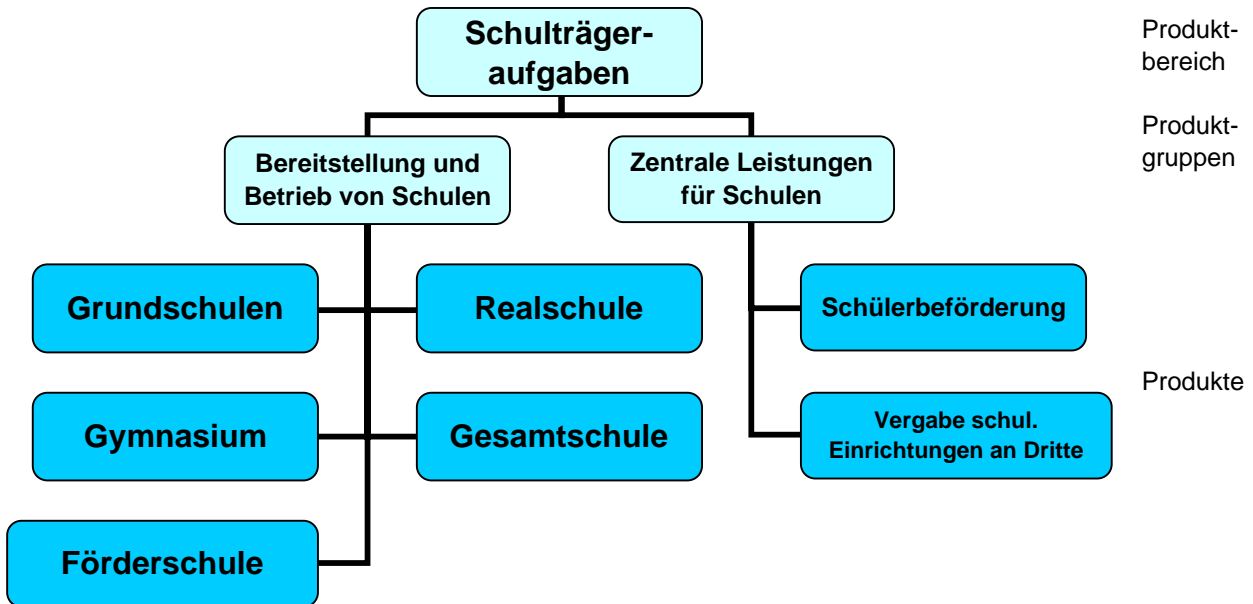 Schulträger-
aufgaben
Produkt-
bereich
Produkt-
gruppen
Bereitstellung und
Betrieb von Schulen
Zentrale Leistungen
für Schulen
Grundschulen
Realschule
Schülerbeförderung
Produkte
Gymnasium
Gesamtschule
Vergabe schul.
Einrichtungen an Dritte
Förderschule